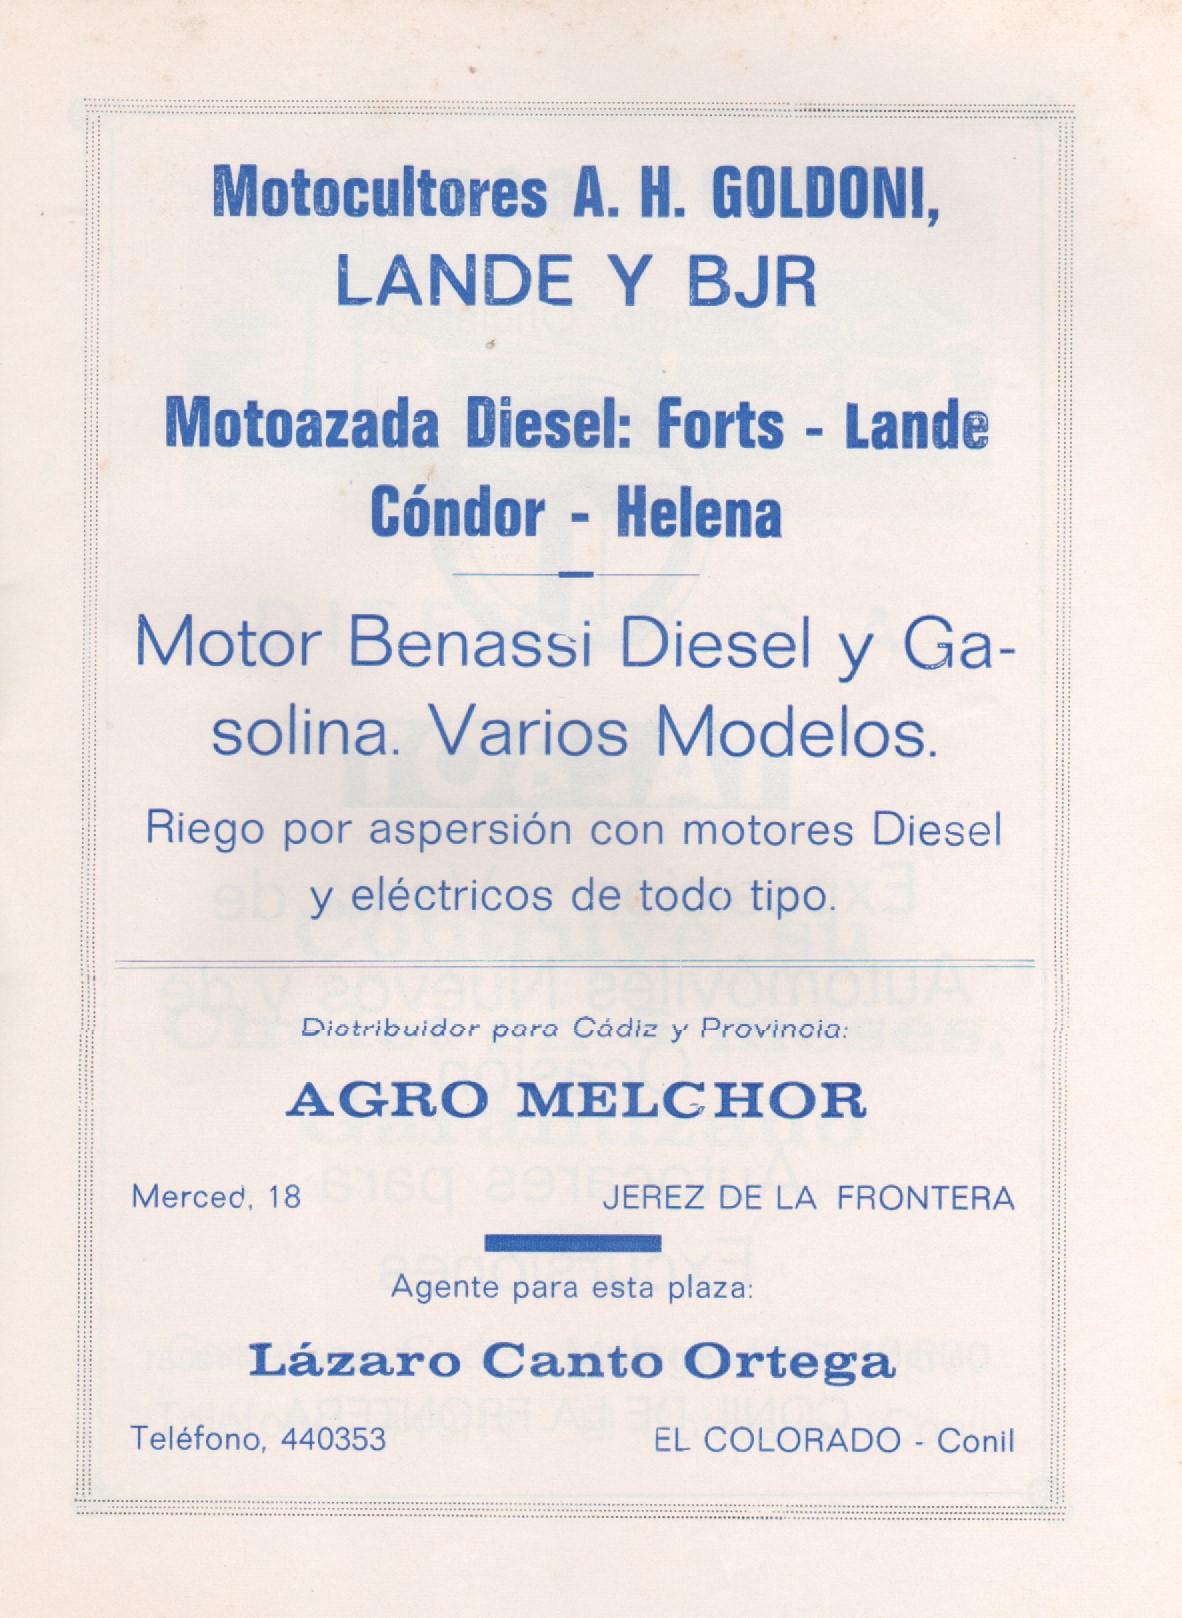 Motocultores A. H. GOLDONI,
LANDE Y BJR
Motoazada Diesel: Forts - Lande
Cóndor - Helena
Motor Benassi Diesel y Ga-
solina. Varios Modelos.
Riego por aspersión con motores Diesel
y eléctricos de todo tipo.
Distribuidor para Cádiz y Provincia:
AGRO MELCHOR
Merced, 18 JEREZ DE LA FRONTERA
Agente para esta plaza:
Lázaro Canto Ortega
Teléfono, 440353 EL COLORADO - Conil